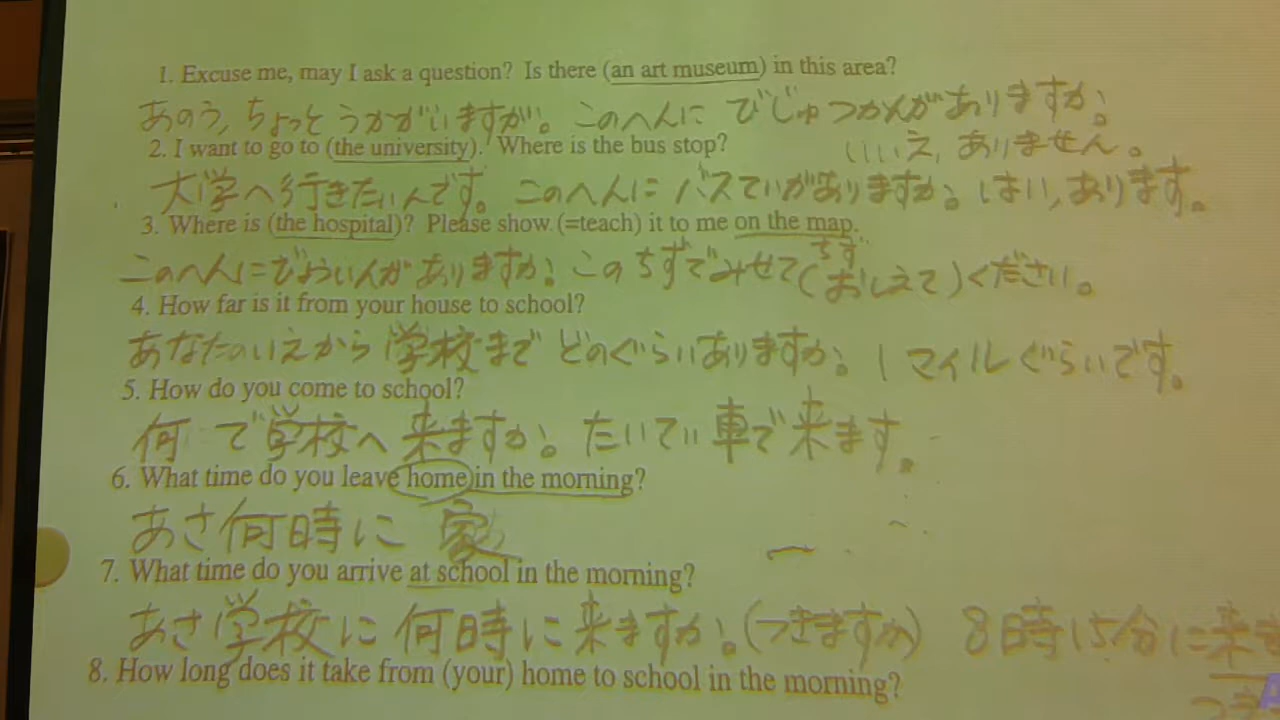 1. Excuse me, may I ask a question? Is there (an art museum) in this area?
あのう, ちょっと うかがいますが。 このへんに びじゅつかんがありますか。
いいえ, ありません。
2. I want to go to (the university). Where is the bus stop?
大学へ行きたいんです。 このへんに バスていがありますか。 はい, あります。
3. Where is (the hospital)? Please show (=teach) it to me on the map.
ちず
このへんにびょういんがありますか。 このちずでみせて(おしえて)ください。
4. How far is it from your house to school?
あなたのいえから 学校まで どのぐらいありますか。 1 マイルぐらいです。
5. How do you come to school?
何 で学校へ 来ますか。 たいてい 車で来ます。
6. What time do you leave home in the morning?
あさ何時に 家
7. What time do you arrive at school in the morning?
あさ学校に 何時に来ますか。(つきますか) 8時15分に来ま
つき
8. How long does it take from (your) home to school in the morning?